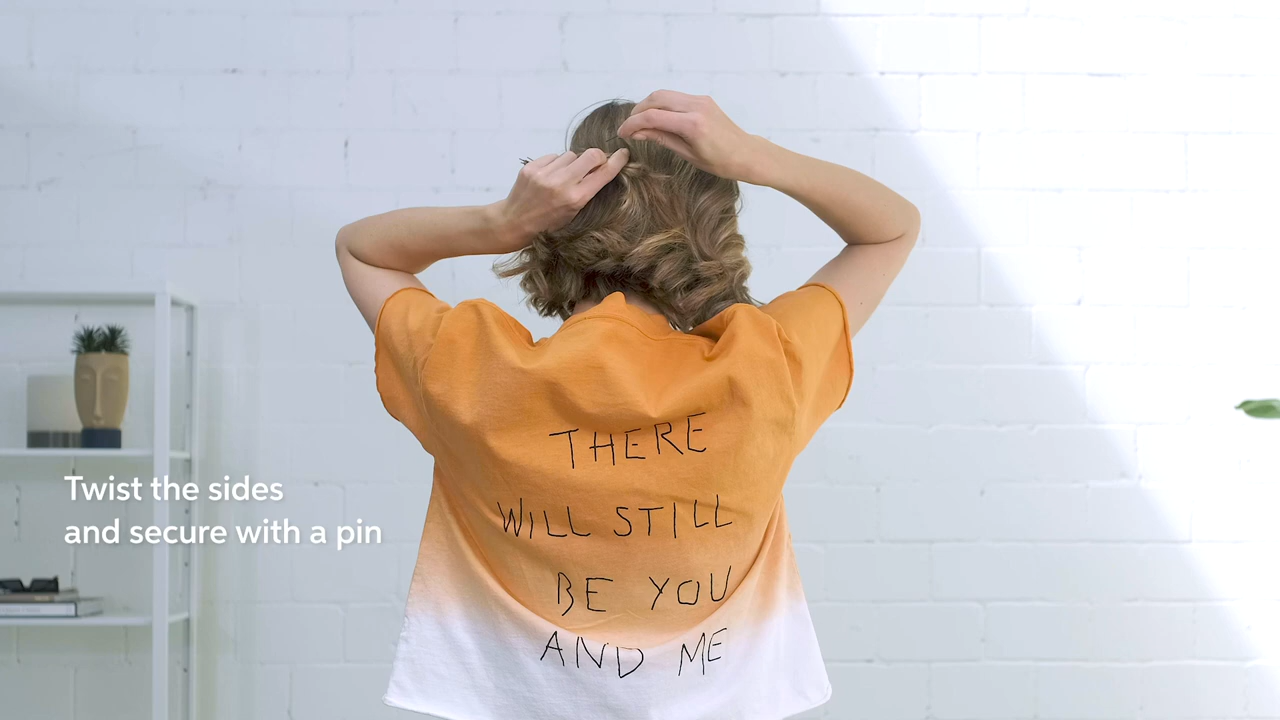 Twist the sides
and secure with a pin
THERE
WILL STILL
BE YOU
AND ME